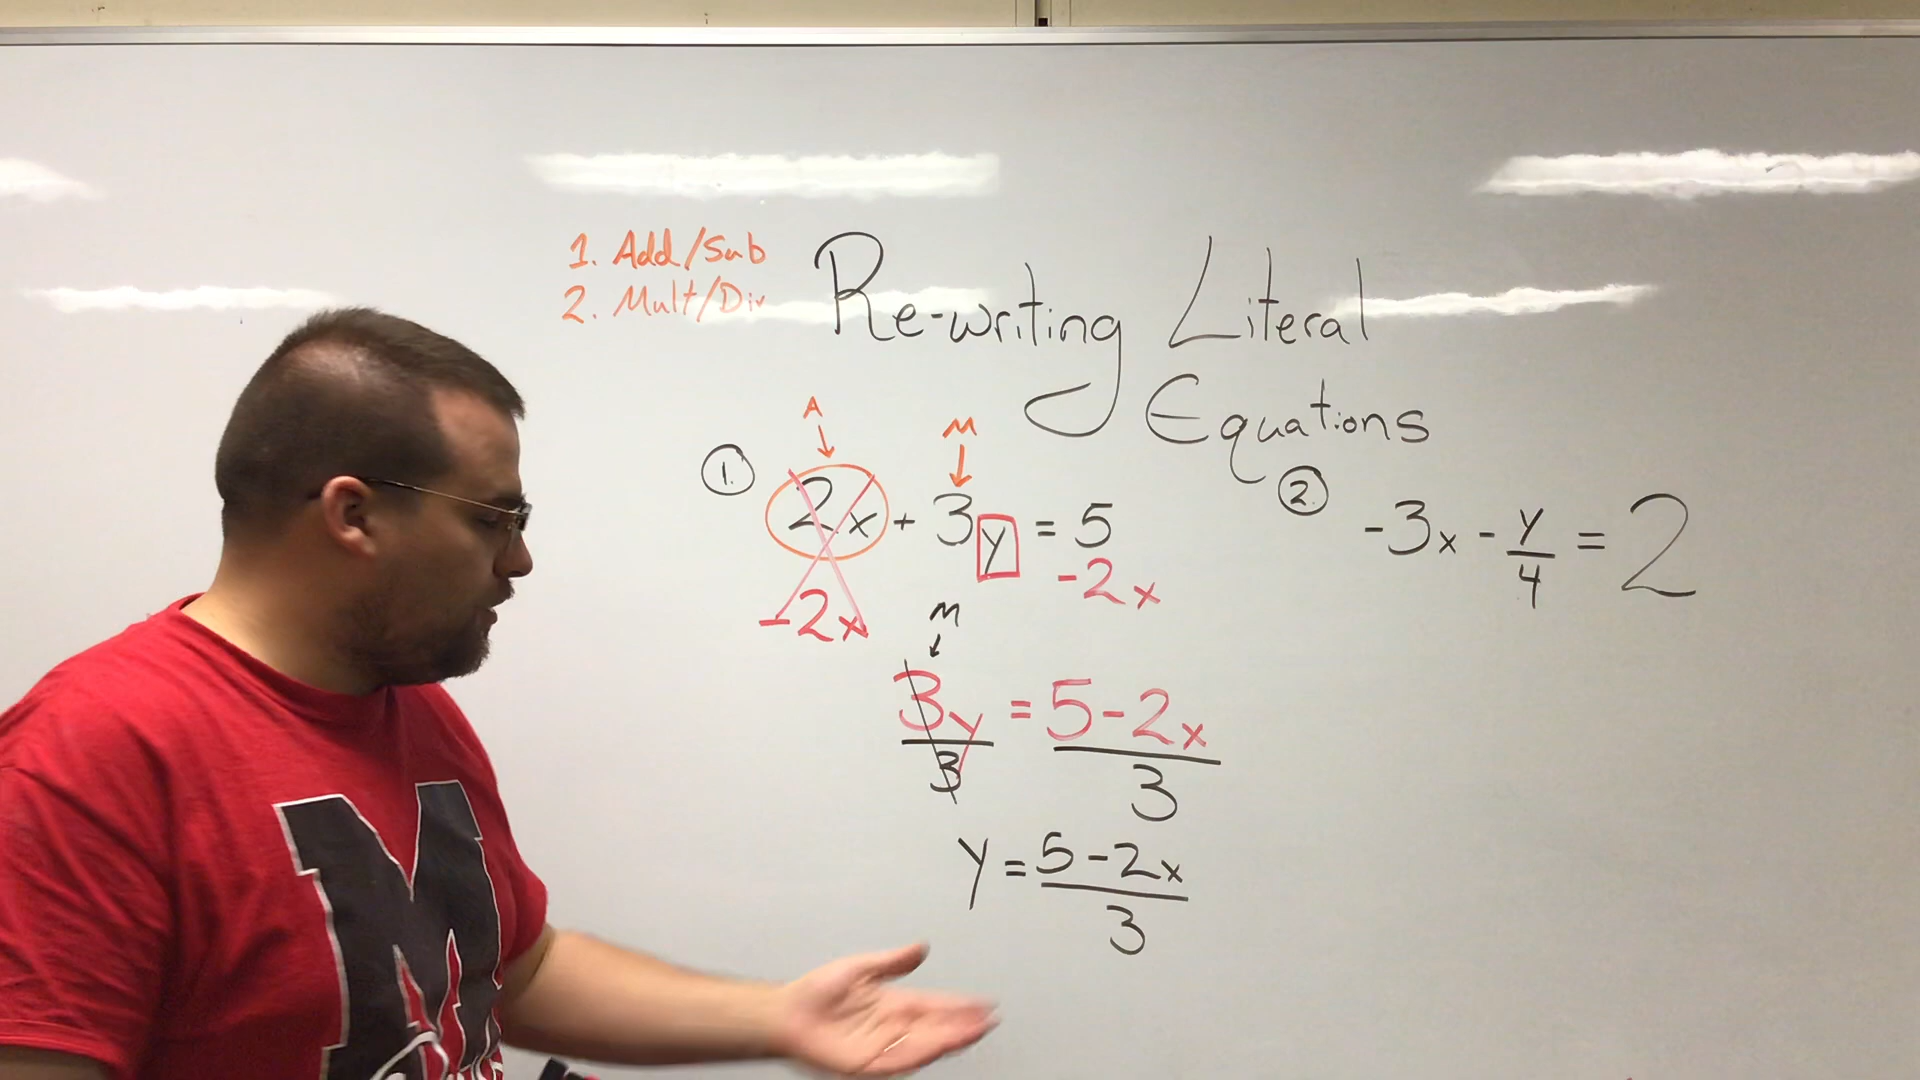 1. Add/Sub
2. Mult/Div
Re-writing Literal
Equations
A
M
1.
2x + 3y = 5
-2x -2x
M
3y = 5-2x
3 3
y = 5-2x
3
2.
-3x - y = 2
4
M